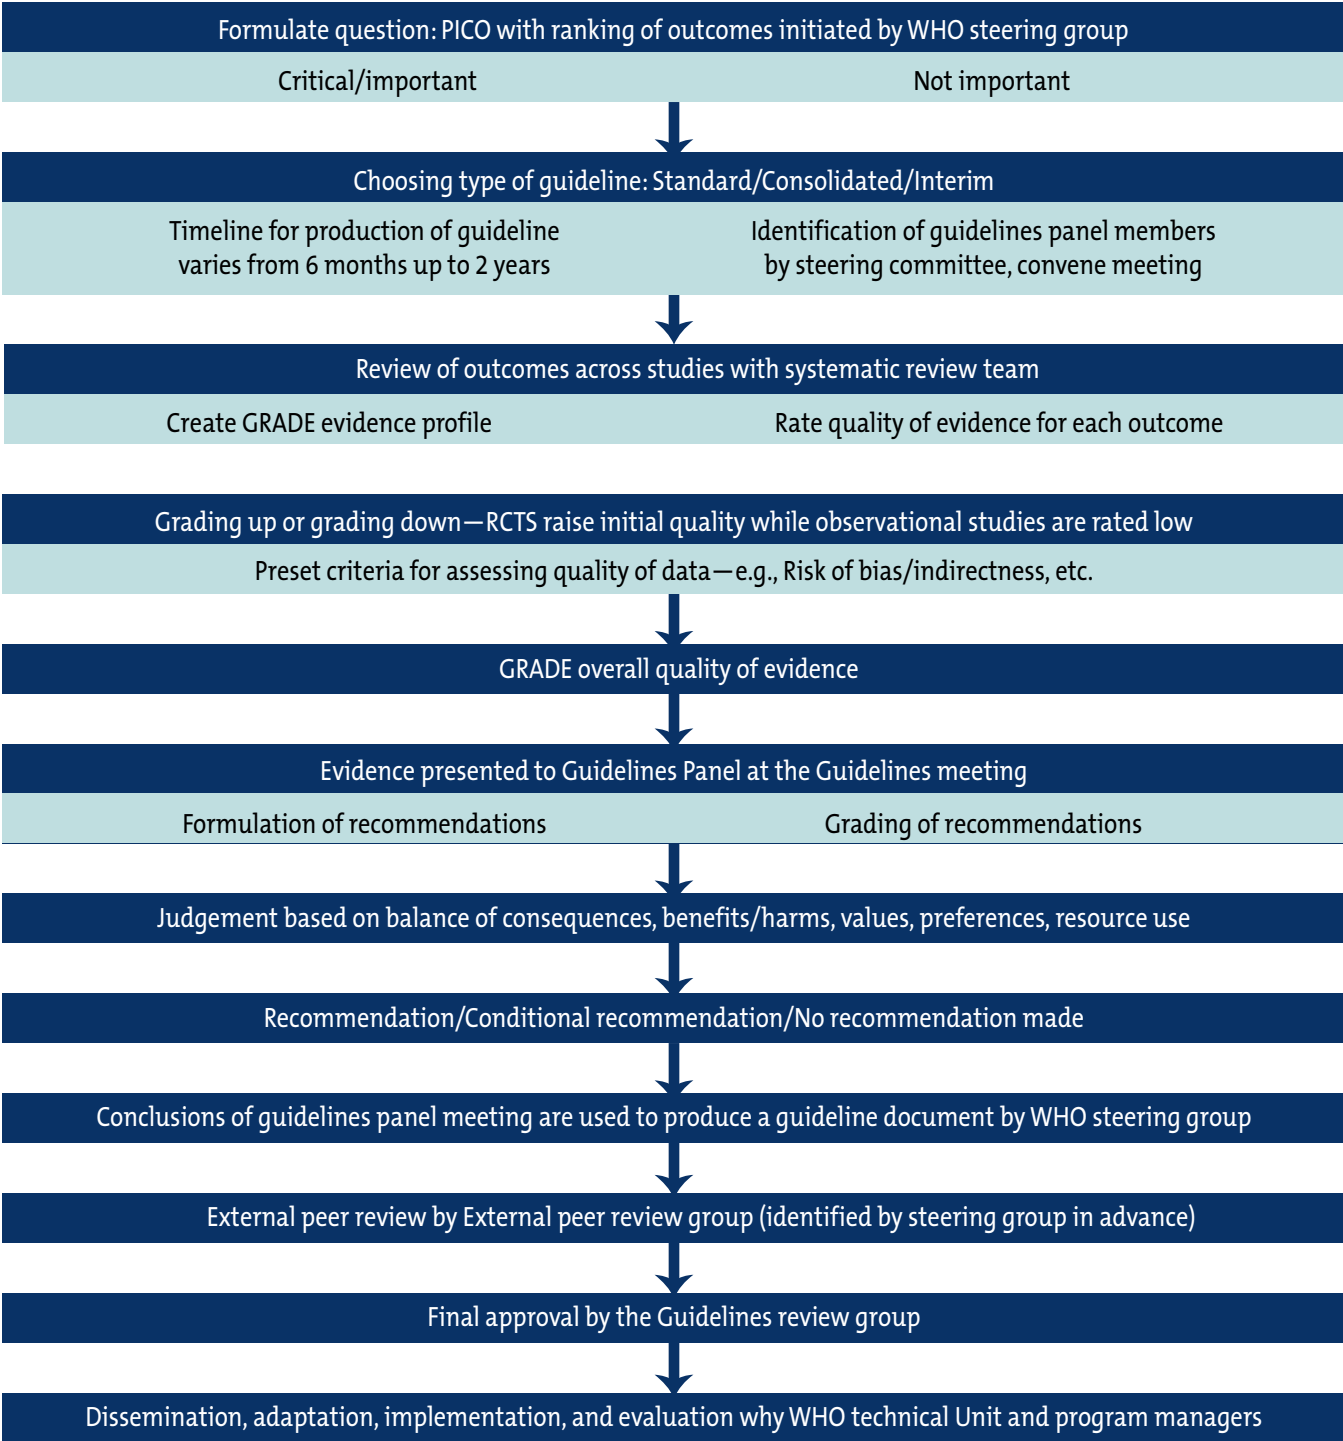 Formulate question: PICO with ranking of outcomes initiated by WHO steering group
Critical/important
Not important
Choosing type of guideline: Standard/Consolidated/Interim
Timeline for production of guideline
varies from 6 months up to 2 years
Identification of guidelines panel members
by steering committee, convene meeting
Review of outcomes across studies with systematic review team
Create GRADE evidence profile
Rate quality of evidence for each outcome
Grading up or grading down—RCTS raise initial quality while observational studies are rated low
Preset criteria for assessing quality of data—e.g., Risk of bias/indirectness, etc.
GRADE overall quality of evidence
Evidence presented to Guidelines Panel at the Guidelines meeting
Formulation of recommendations
Grading of recommendations
Judgement based on balance of consequences, benefits/harms, values, preferences, resource use
Recommendation/Conditional recommendation/No recommendation made
Conclusions of guidelines panel meeting are used to produce a guideline document by WHO steering group
External peer review by External peer review group (identified by steering group in advance)
Final approval by the Guidelines review group
Dissemination, adaptation, implementation, and evaluation why WHO technical Unit and program managers